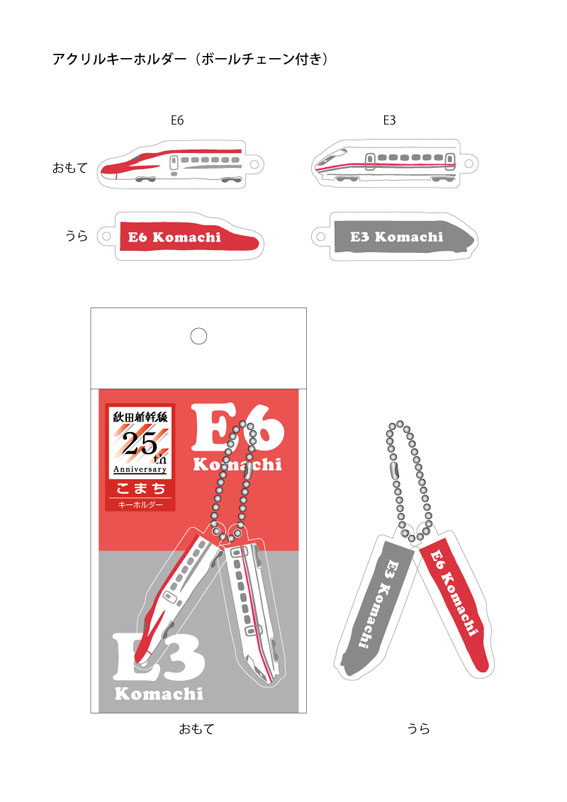 アクリルキーホルダー（ボールチェーン付き）
E6
E3
おもて
うら
E6 Komachi
E3 Komachi
秋田新幹線
25th
Anniversary
こまち
キーホルダー
E6
Komachi
E3
Komachi
E3 Komachi
E6 Komachi
おもて
うら